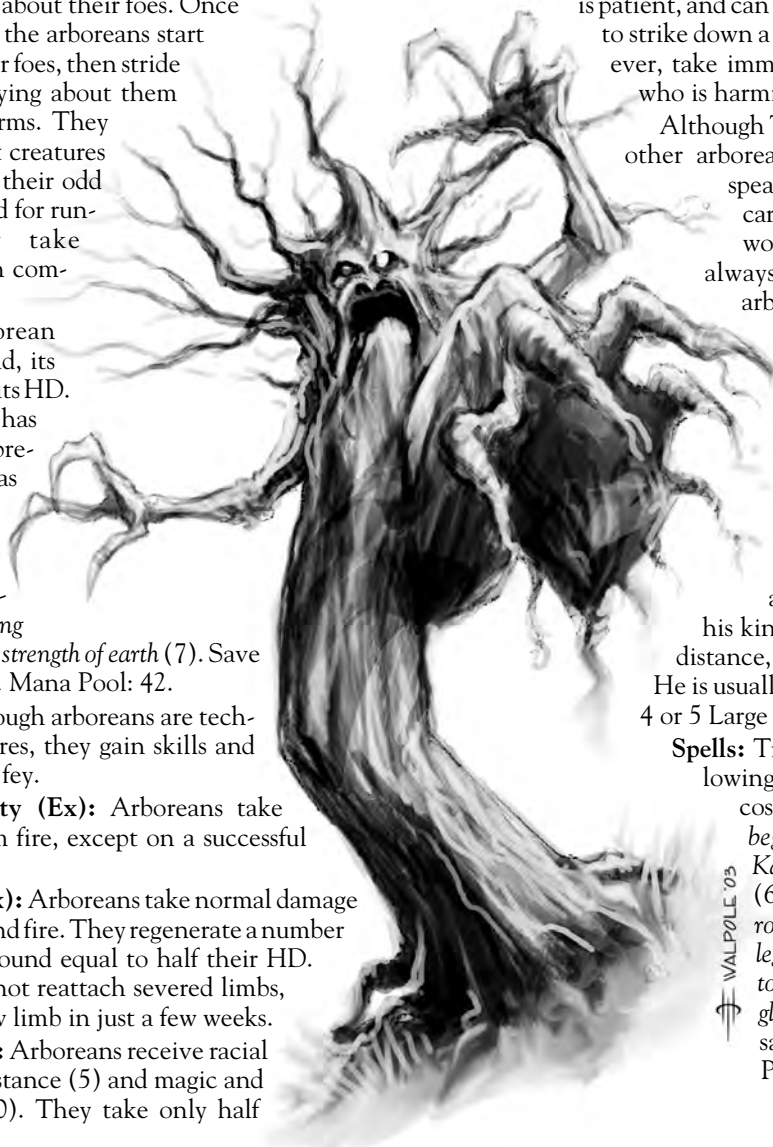 about their foes. Once
the arboreans start
r foes, then stride
ying about them
rms. They
t creatures
their odd
d for run-
take
n com-
orean
d, its
its HD.
has
pre-
as
-
ng
strength of earth (7). Save
. Mana Pool: 42.
ough arboreans are tech-
res, they gain skills and
fey.
ty (Ex): Arboreans take
m fire, except on a successful
x): Arboreans take normal damage
nd fire. They regenerate a number
ound equal to half their HD.
not reattach severed limbs,
w limb in just a few weeks.
: Arboreans receive racial
stance (5) and magic and
0). They take only half
is patient, and can
to strike down a
ever, take imm
who is harmi
Although T
other arborea
spea
car
wo
always
arb
a
his kin
distance,
He is usually
4 or 5 Large
Spells: Tr
lowing
cos
beg
Ka
(6
ro
leg
to
gl
sa
P
WALPOLE '03